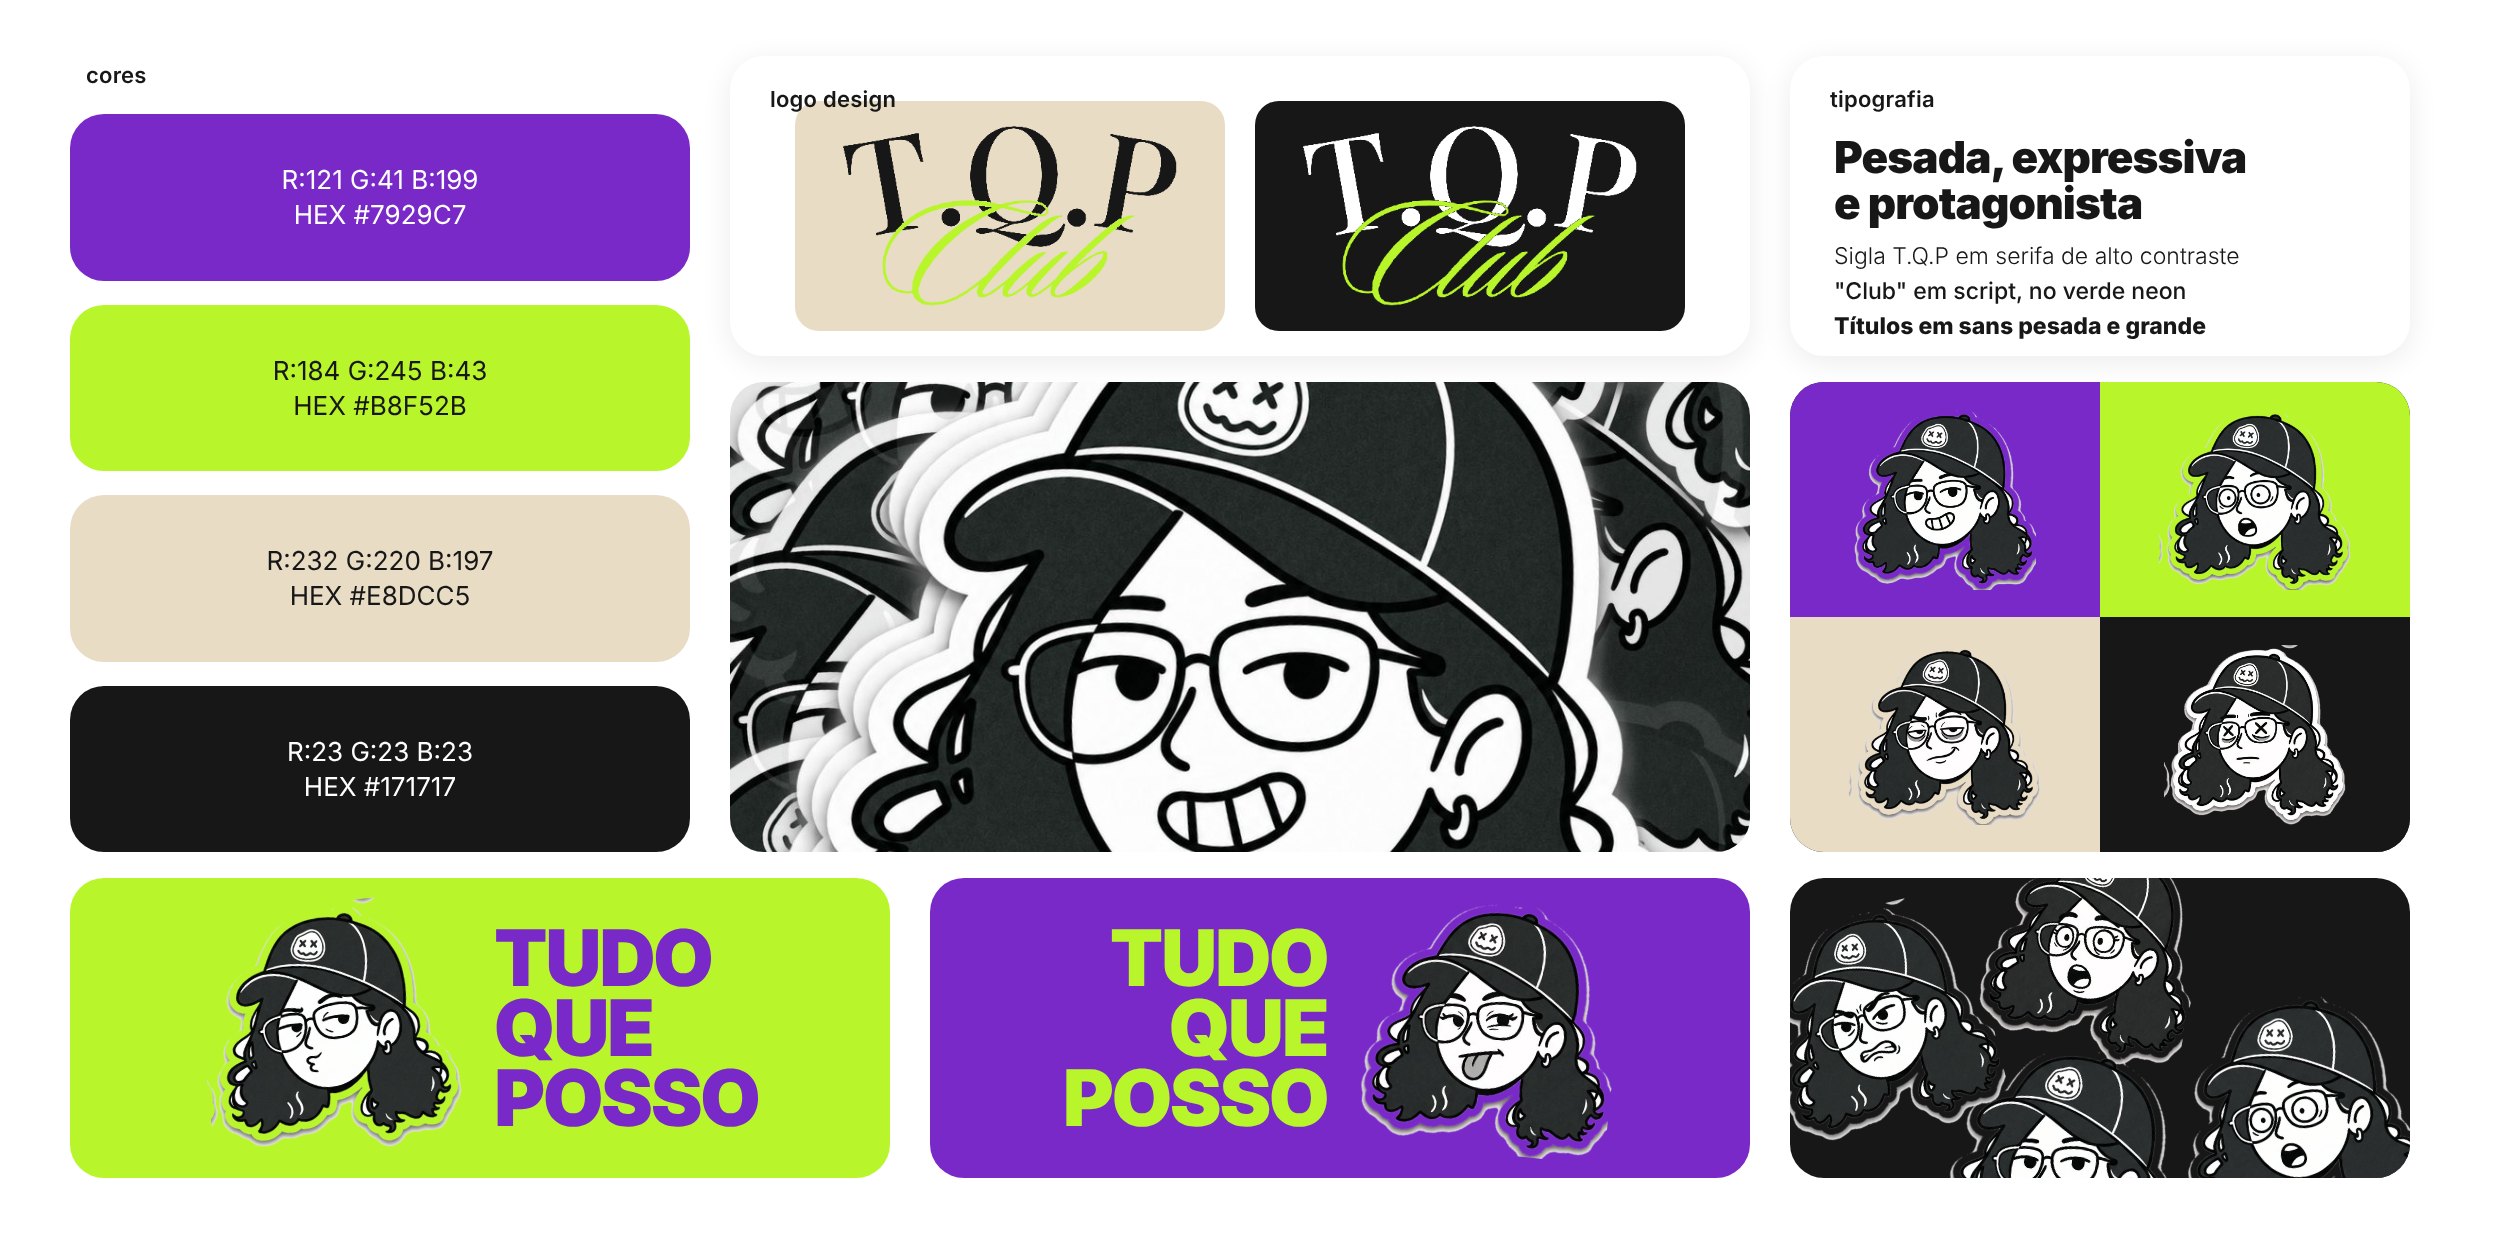 cores
R:121 G:41 B:199
HEX #7929C7
R:184 G:245 B:43
HEX #B8F52B
R:232 G:220 B:197
HEX #E8DCC5
R:23 G:23 B:23
HEX #171717
logo design
T.Q.P
Club
T.Q.P
Club
tipografia
Pesada, expressiva
e protagonista
Sigla T.Q.P em serifa de alto contraste
"Club" em script, no verde neon
Títulos em sans pesada e grande
TUDO
QUE
POSSO
TUDO
QUE
POSSO